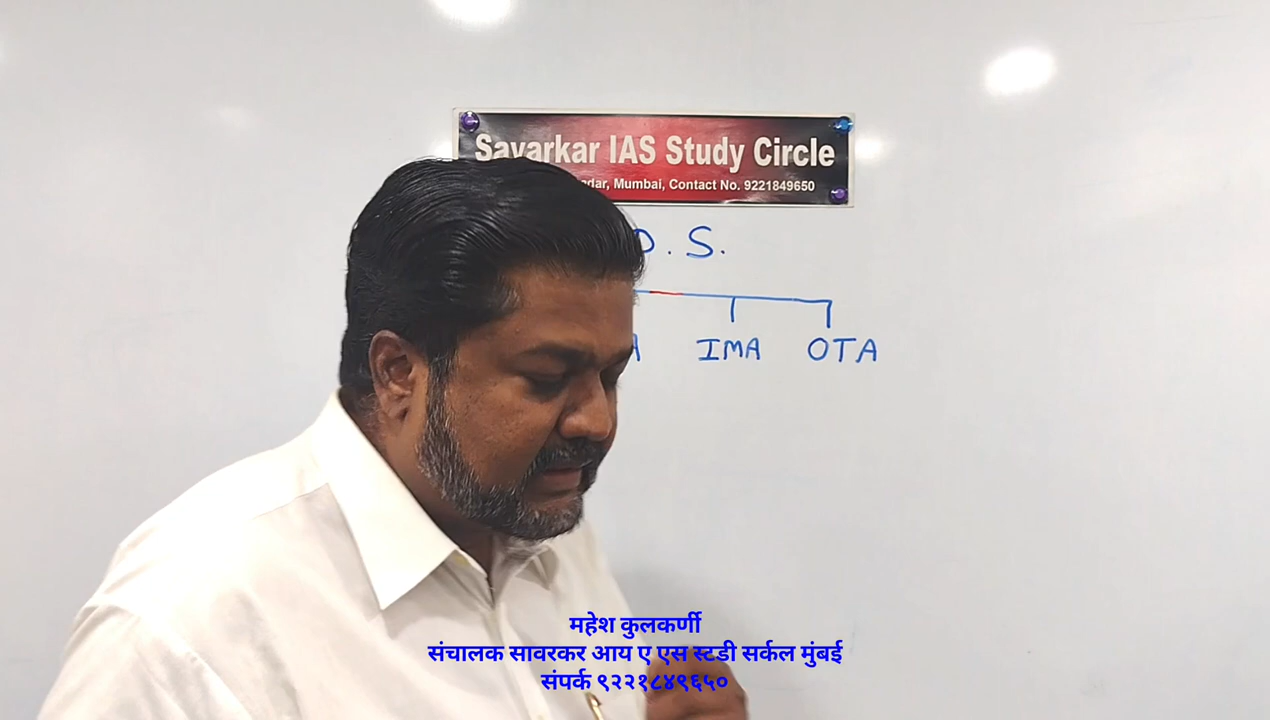 Savarkar IAS Study Circle
Mumbai, Contact No. 9221849650
D. S.
IMA OTA
महेश कुलकर्णी
संचालक सावरकर आय ए एस स्टडी सर्कल मुंबई
संपर्क ९२२१८४९६५०